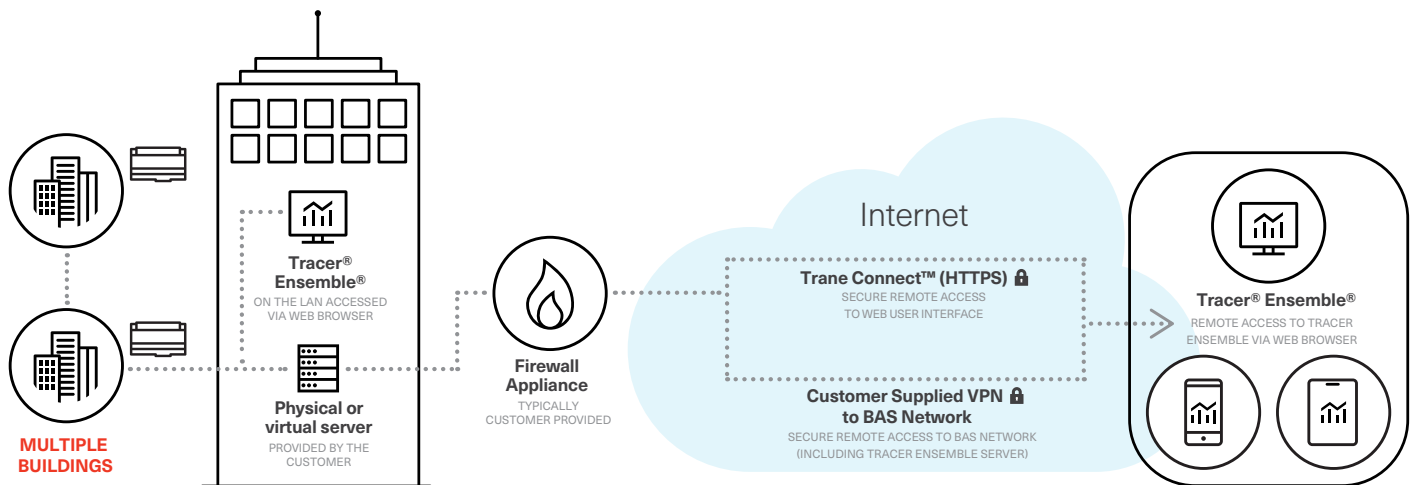 MULTIPLE
BUILDINGS
Tracer®
Ensemble®
ON THE LAN ACCESSED
VIA WEB BROWSER
Physical or
virtual server
PROVIDED BY THE
CUSTOMER
Firewall
Appliance
TYPICALLY
CUSTOMER PROVIDED
Internet
Trane Connect™ (HTTPS)
SECURE REMOTE ACCESS
TO WEB USER INTERFACE
Customer Supplied VPN
to BAS Network
SECURE REMOTE ACCESS TO BAS NETWORK
(INCLUDING TRACER ENSEMBLE SERVER)
Tracer® Ensemble®
REMOTE ACCESS TO TRACER
ENSEMBLE VIA WEB BROWSER